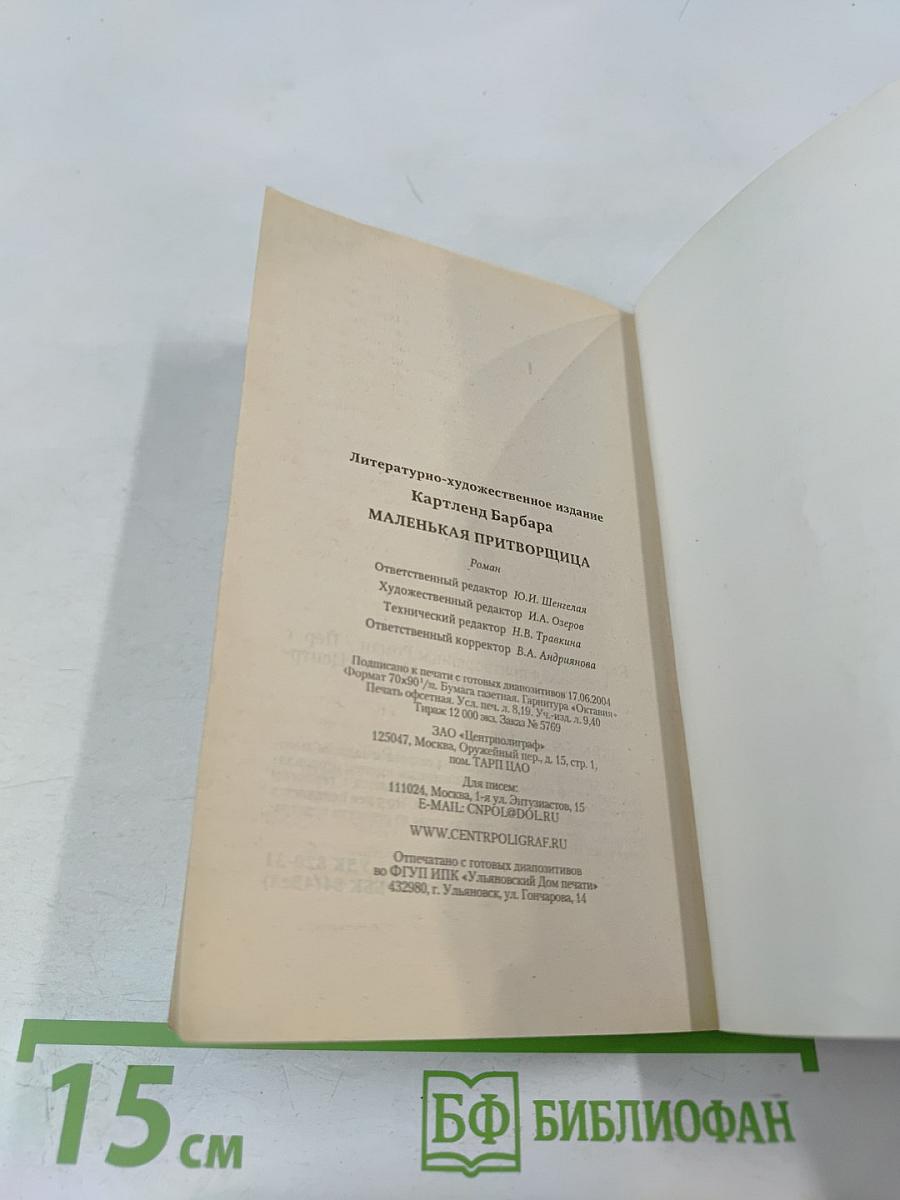 Литературно-художественное издание
Картленд Барбара
МАЛЕНЬКАЯ ПРИТВОРЩИЦА
Роман
Ответственный редактор Ю.И. Шенгелая
Художественный редактор И.А. Озеров
Технический редактор Н.В. Травкина
Ответственный корректор В.А. Андриянова
Подписано к печати с готовых диапозитивов 17.06.2004
Формат 70x90¹/₃₂. Бумага газетная. Гарнитура «Октавия»
Печать офсетная. Усл. печ. л. 8,19. Уч.-изд. л. 9,40
Тираж 12 000 экз. Заказ № 5769
ЗАО «Центрполиграф»
125047, Москва, Оружейный пер., д. 15, стр. 1,
пом. ТАРП ЦАО
Для писем:
111024, Москва, 1-я ул. Энтузиастов, 15
E-MAIL: CNPOL@DOL.RU
WWW.CENTRPOLIGRAF.RU
Отпечатано с готовых диапозитивов
во ФГУП ИПК «Ульяновский Дом печати»
432980, г. Ульяновск, ул. Гончарова, 14
15 см
БФ БИБЛИОФАН